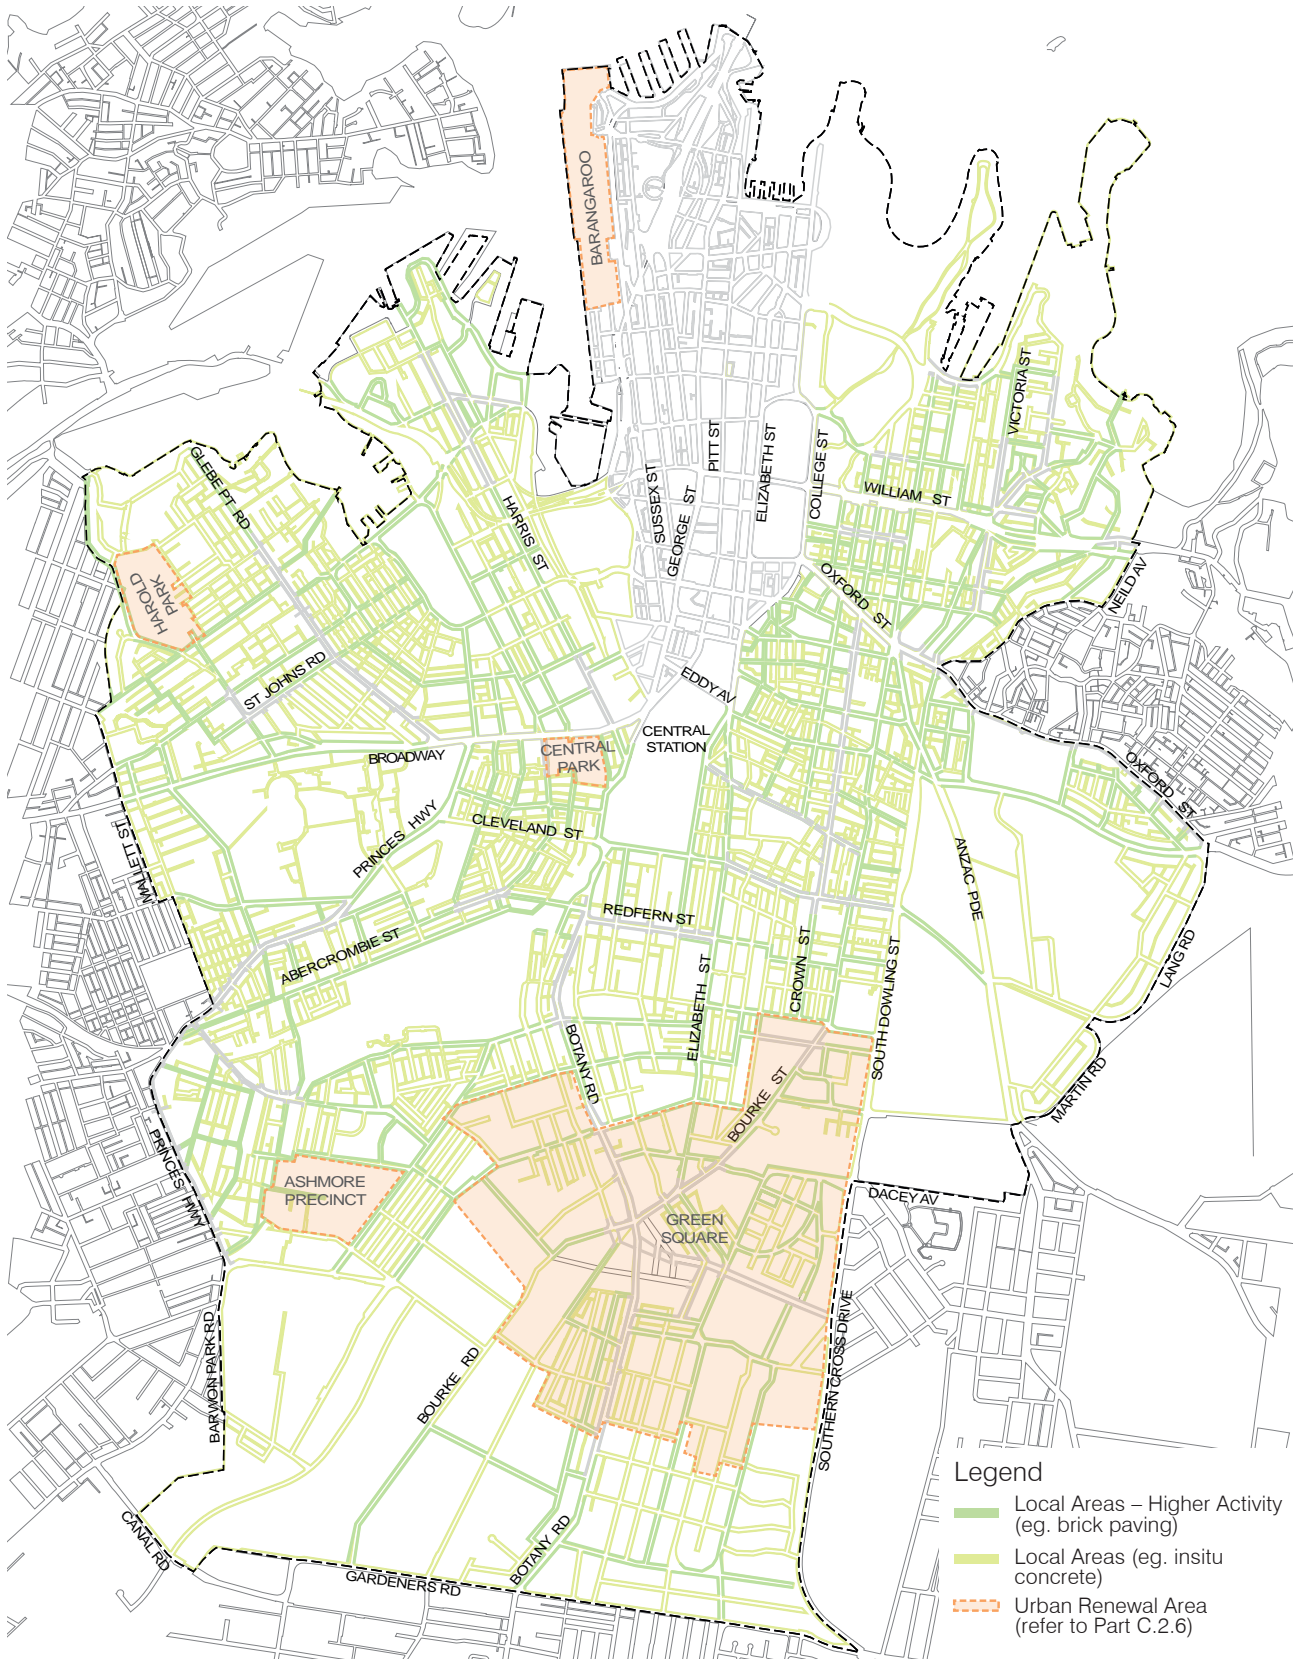 BARANGAROO
VICTORIA ST
GLEBE PT RD
HARRIS ST
SUSSEX ST
GEORGE ST
PITT ST
ELIZABETH ST
COLLEGE ST
WILLIAM ST
OXFORD ST
NEILD AV
HAROLD
PARK
ST JOHNS RD
EDDY AV
CENTRAL
STATION
BROADWAY
CENTRAL
PARK
OXFORD ST
PRINCES HWY
CLEVELAND ST
MALLETT ST
ANZAC PDE
REDFERN ST
ABERCROMBIE ST
ELIZABETH ST
CROWN ST
SOUTH DOWLING ST
LANG RD
BOTANY RD
BOURKE ST
MARTIN RD
PRINCES HWY
ASHMORE
PRECINCT
DACEY AV
GREEN
SQUARE
BARWON PARK RD
BOURKE RD
SOUTHERN CROSS DRIVE
CANAL RD
GARDENERS RD
BOTANY RD
Legend
Local Areas – Higher Activity
(eg. brick paving)
Local Areas (eg. insitu
concrete)
Urban Renewal Area
(refer to Part C.2.6)